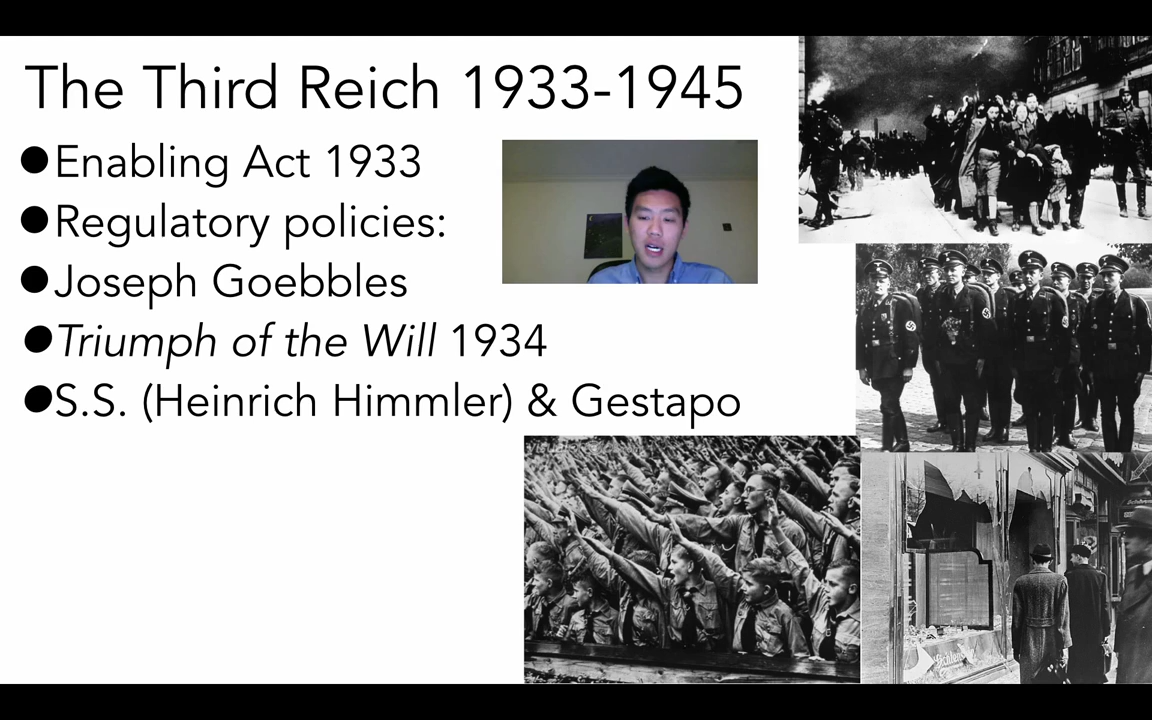 The Third Reich 1933-1945
●Enabling Act 1933
●Regulatory policies:
●Joseph Goebbles
●Triumph of the Will 1934
●S.S. (Heinrich Himmler) & Gestapo